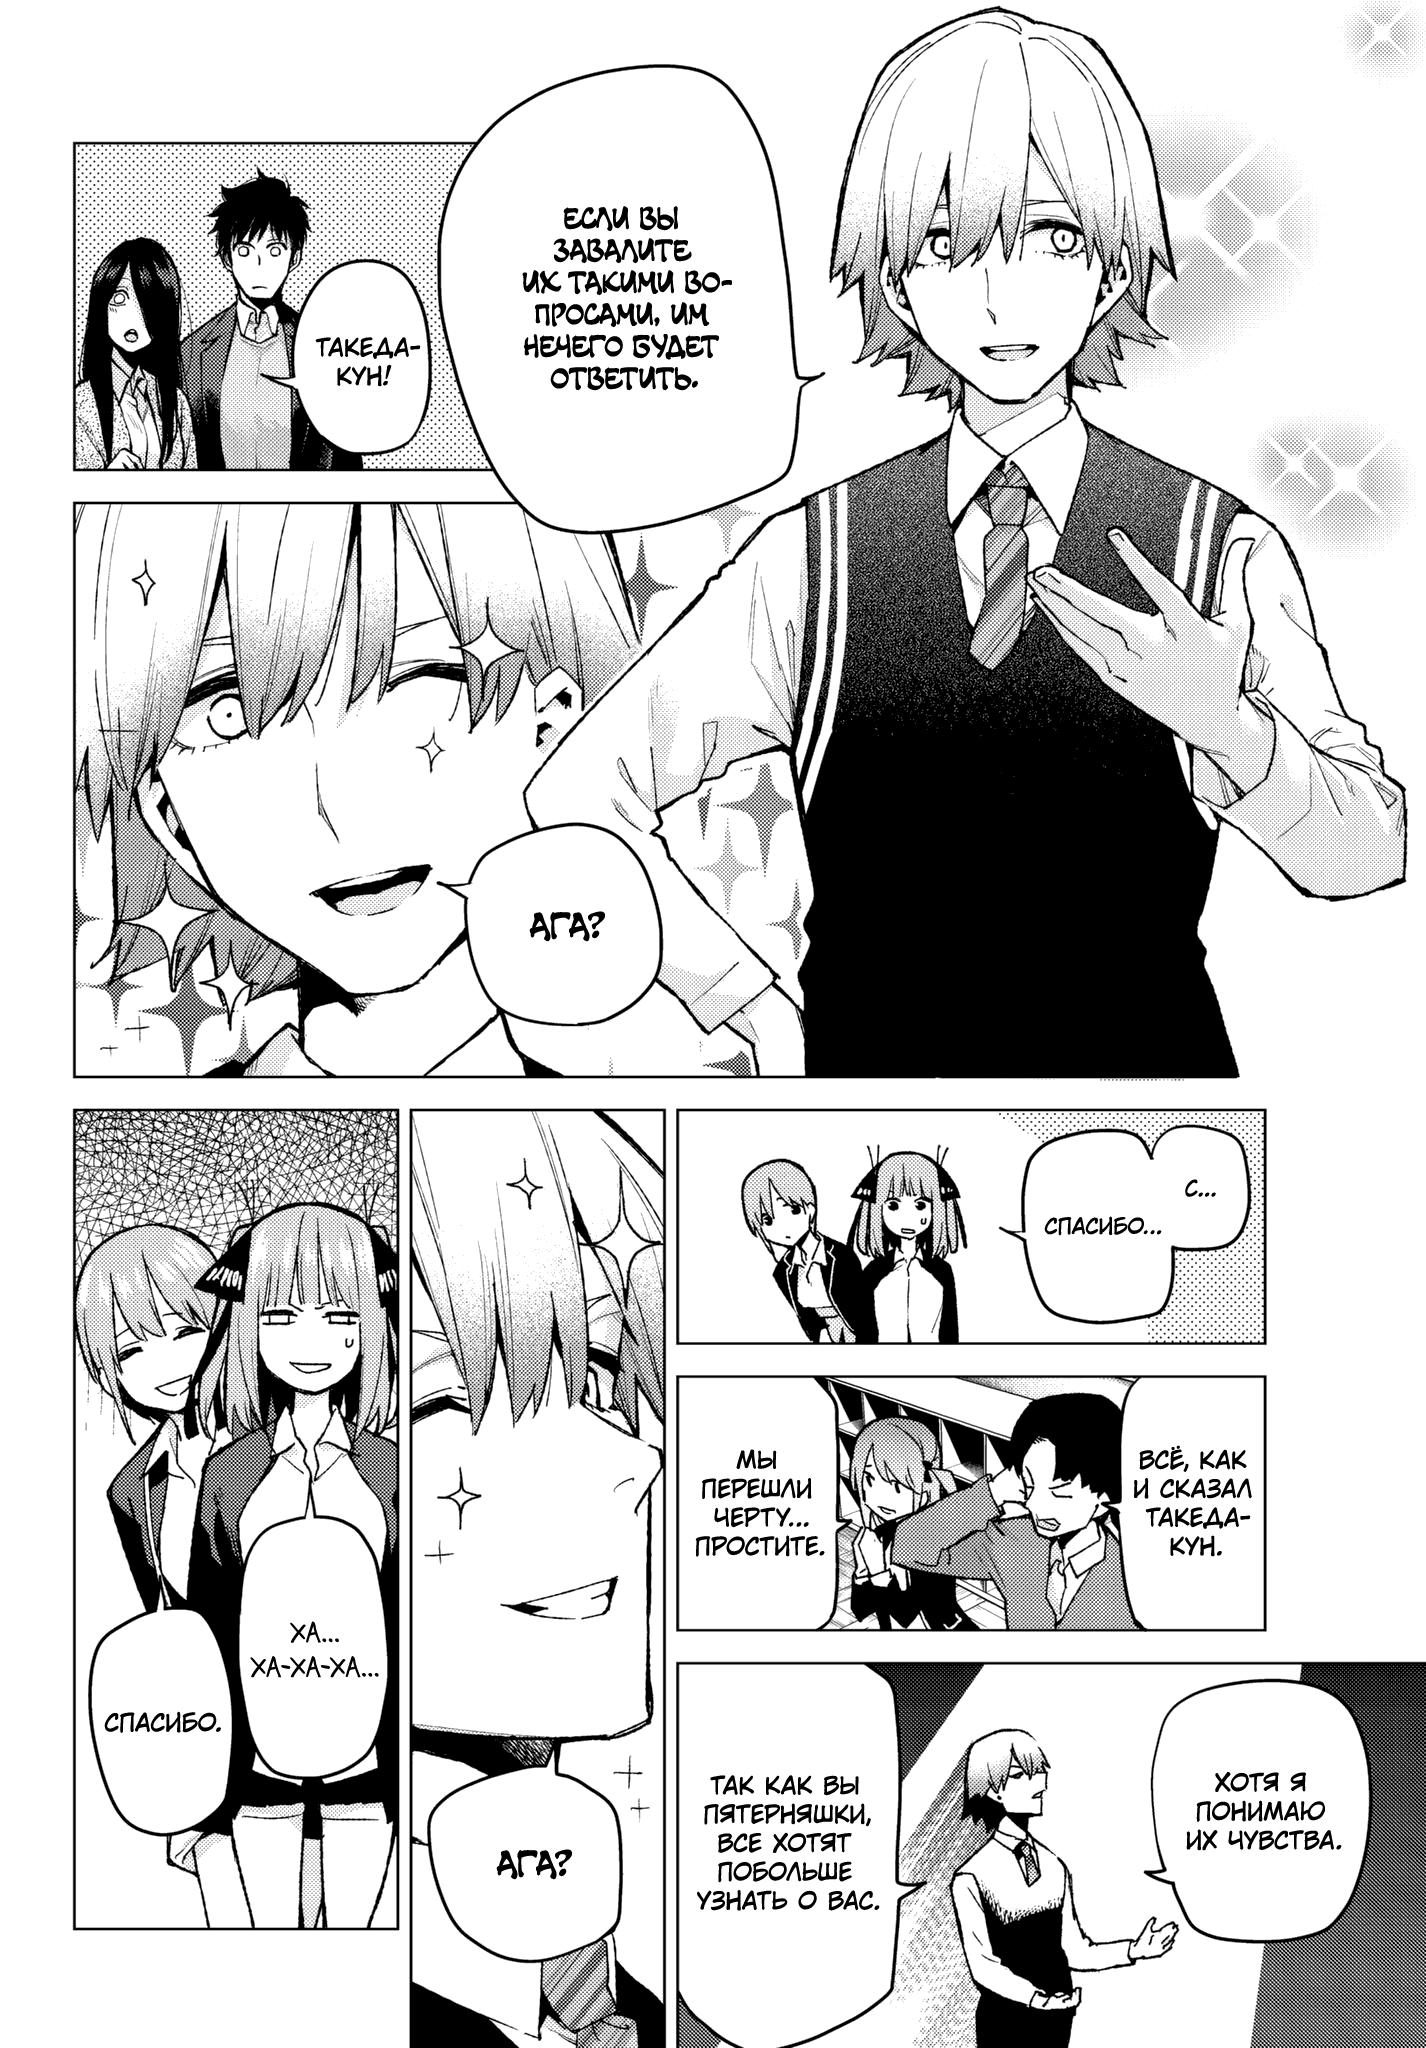 ЕСЛИ ВЫ
ЗАВАЛИТЕ
ИХ ТАКИМИ ВО-
ПРОСАМИ, ИМ
НЕЧЕГО БУДЕТ
ОТВЕТИТЬ.
ТАКЕДА-
КУН!
АГА?
С...
СПАСИБО...
ВСЁ, КАК
И СКАЗАЛ
ТАКЕДА-
КУН.
МЫ
ПЕРЕШЛИ
ЧЕРТУ...
ПРОСТИТЕ.
ХОТЯ Я
ПОНИМАЮ
ИХ ЧУВСТВА.
ТАК КАК ВЫ
ПЯТЕРНЯШКИ,
ВСЕ ХОТЯТ
ПОБОЛЬШЕ
УЗНАТЬ О ВАС.
АГА?
ХА...
ХА-ХА-ХА...
СПАСИБО.